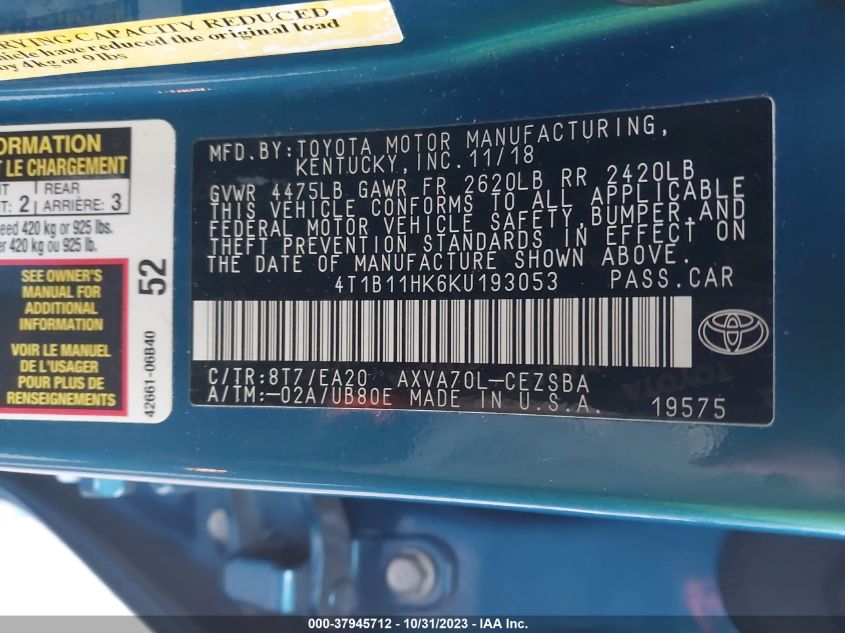 RYING CAPACITY REDUCED
hicle have reduced the original load
by 4kg or 9 lbs
ORMATION
T LE CHARGEMENT
REAR
2 ARRIÈRE: 3
eed 420 kg or 925 lbs.
r 420 kg ou 925 lb.
SEE OWNER'S
MANUAL FOR
ADDITIONAL
INFORMATION
VOIR LE MANUEL
DE L'USAGER
POUR PLUS DE
RENSEIGNEMENTS
52
42661-06B40
MFD.BY:TOYOTA MOTOR MANUFACTURING,
KENTUCKY, INC. 11/18
GVWR 4475LB GAWR FR 2620LB RR 2420LB
THIS VEHICLE CONFORMS TO ALL APPLICABLE
FEDERAL MOTOR VEHICLE SAFETY, BUMPER, AND
THEFT PREVENTION STANDARDS IN EFFECT ON
THE DATE OF MANUFACTURE SHOWN ABOVE.
4T1B11HK6KU193053 PASS.CAR
C/TR:8T7/EA20 AXVA70L-CEZSBA
A/TM:-02A/UB80E MADE IN U.S.A. 19575
TOYOTA
000-37945712 - 10/31/2023 - IAA Inc.